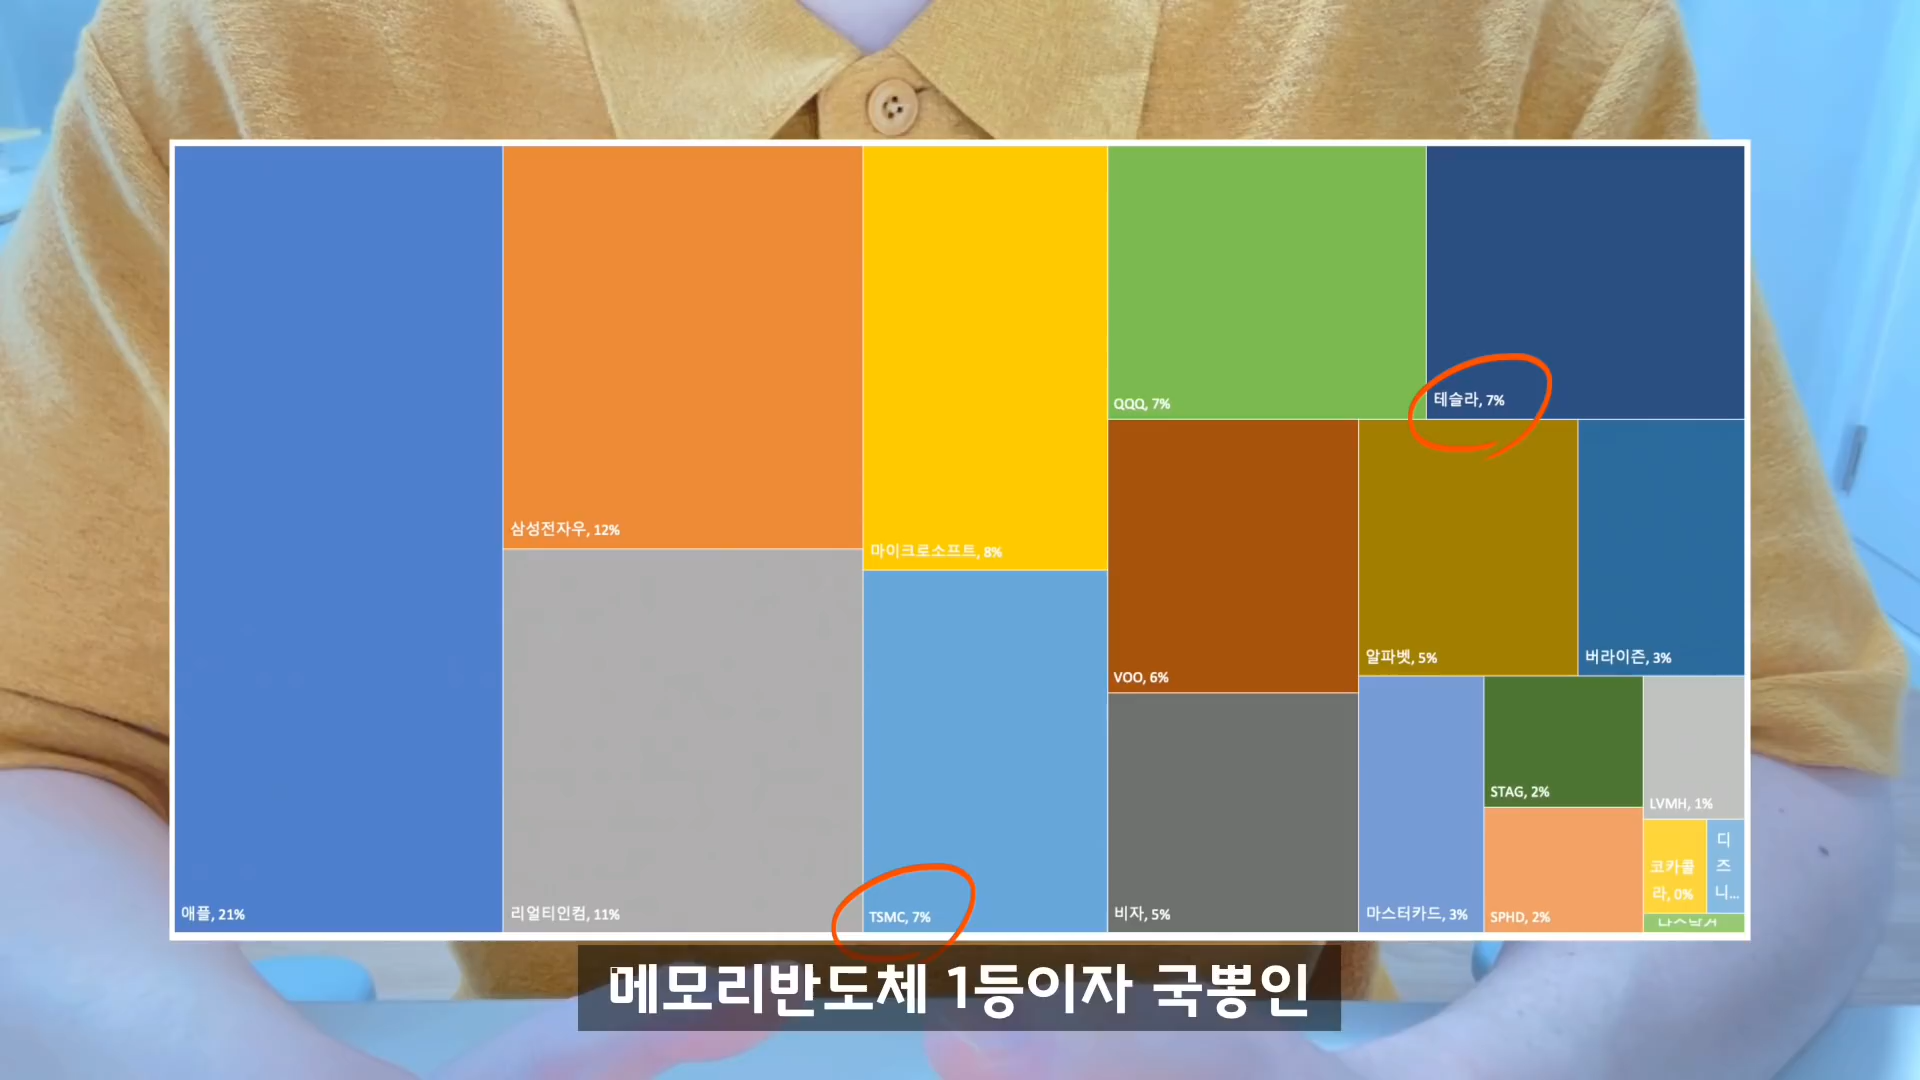 QQQ, 7%
테슬라, 7%
삼성전자우, 12%
마이크로소프트, 8%
VOO, 6%
알파벳, 5%
버라이즌, 3%
STAG, 2%
LVMH, 1%
디
즈
니...
코카콜
라, 0%
애플, 21%
리얼티인컴, 11%
TSMC, 7%
비자, 5%
마스터카드, 3%
SPHD, 2%
메모리반도체 1등이자 국뽕인